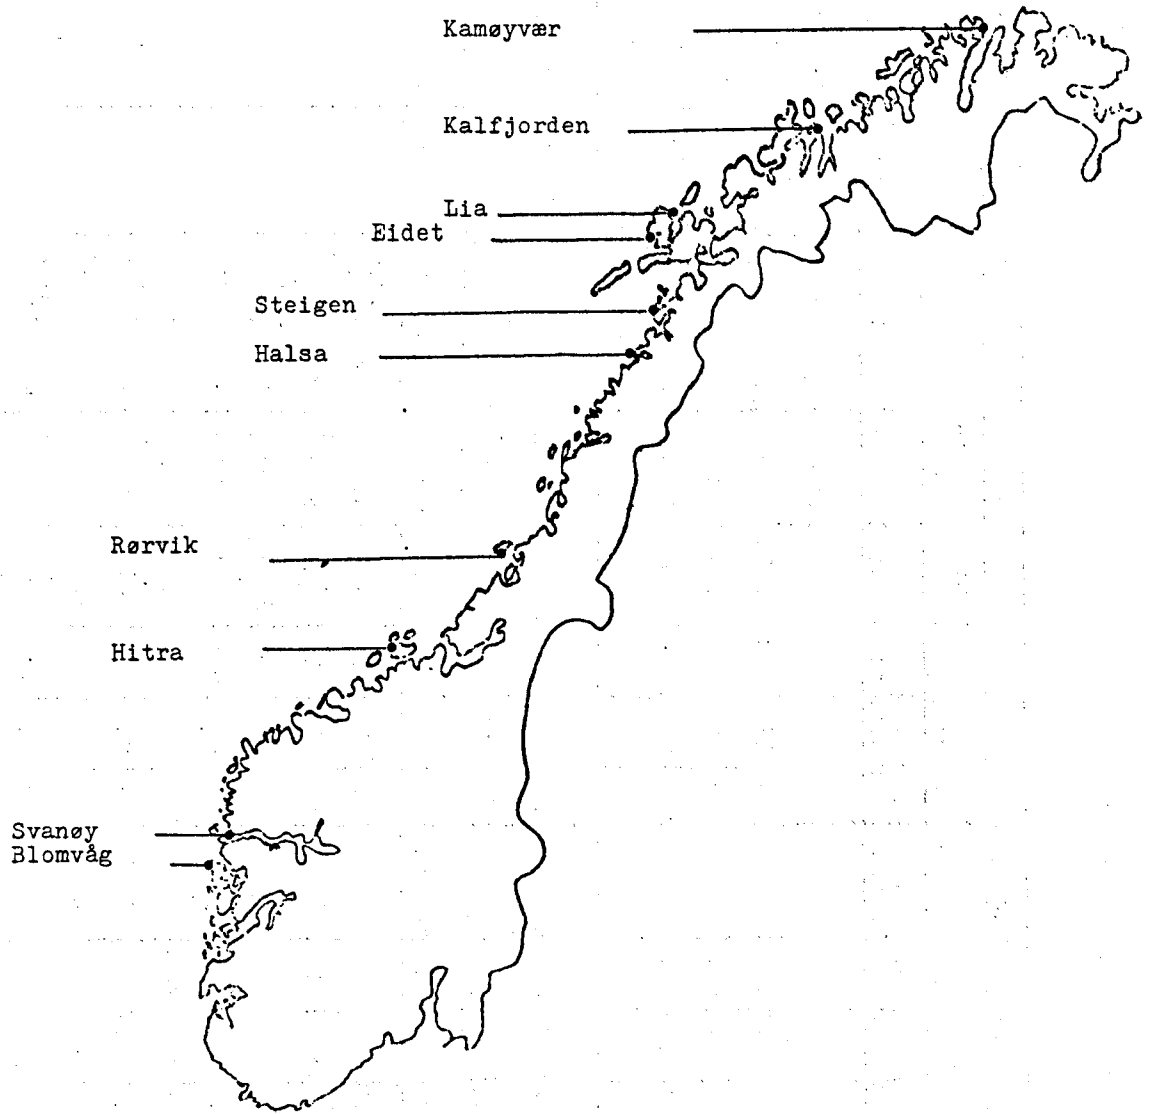 Kamøyvær
Kalfjorden
Lia
Eidet
Steigen
Halsa
Rørvik
Hitra
Svanøy
Blomvåg